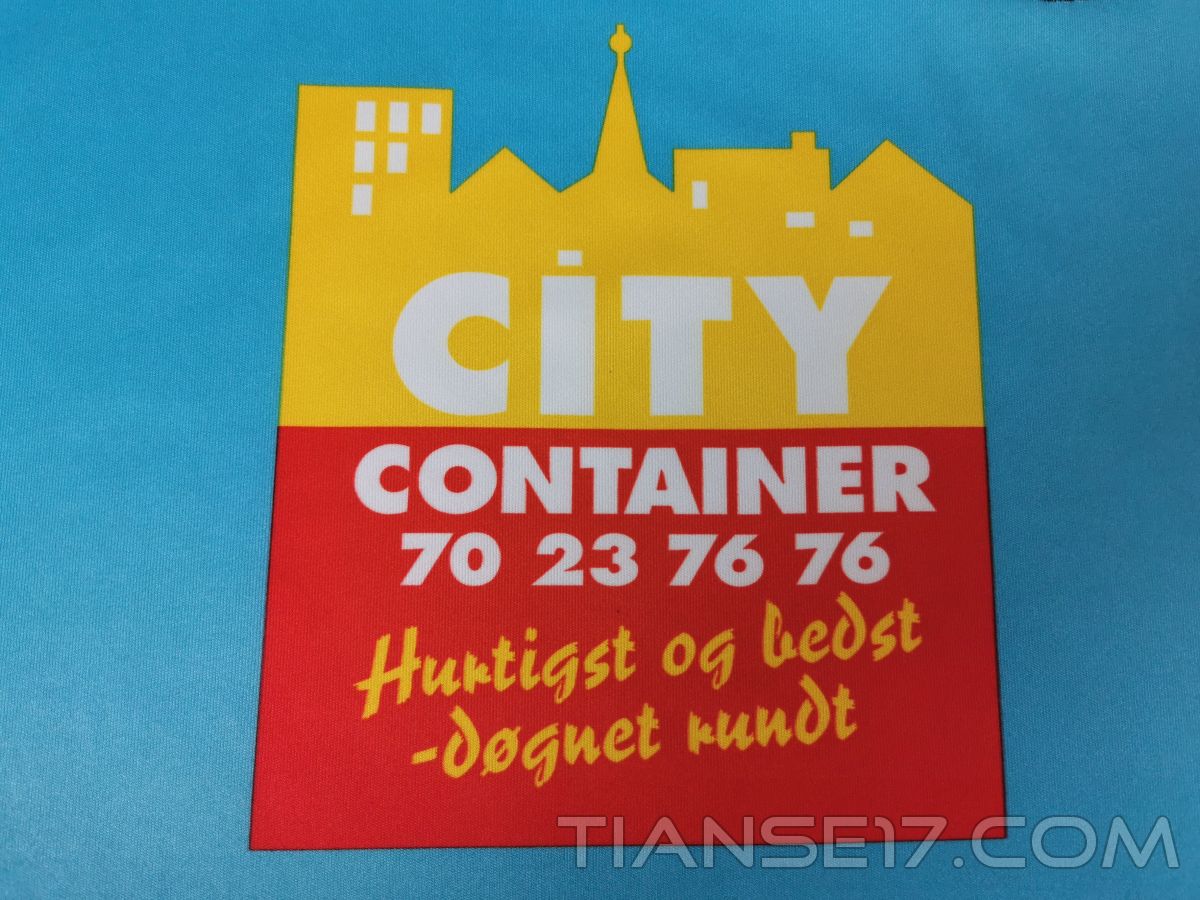 CiTY
CONTAINER
70 23 76 76
Hurtigst og bedst
-døgnet rundt
TIANSE17.COM